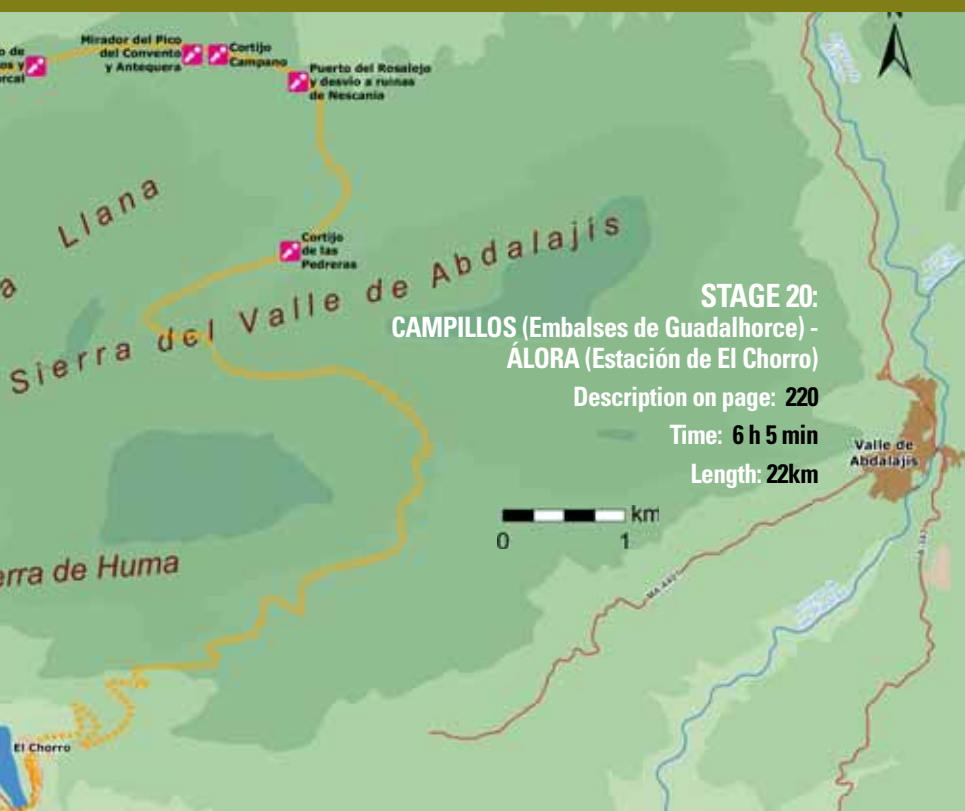 N
o de
os y
rcal
Mirador del Pico
del Convento
y Antequera
Cortijo
Campano
Puerto del Rosalejo
y desvío a ruinas
de Nescania
Llana
a
Cortijo
de las
Pedreras
Sierra del Valle de Abdalajís
STAGE 20:
CAMPILLOS (Embalses de Guadalhorce) -
ÁLORA (Estación de El Chorro)
Description on page: 220
Time: 6 h 5 min
Length: 22km
Valle de
Abdalajís
km
0 1
erra de Huma
El Chorro